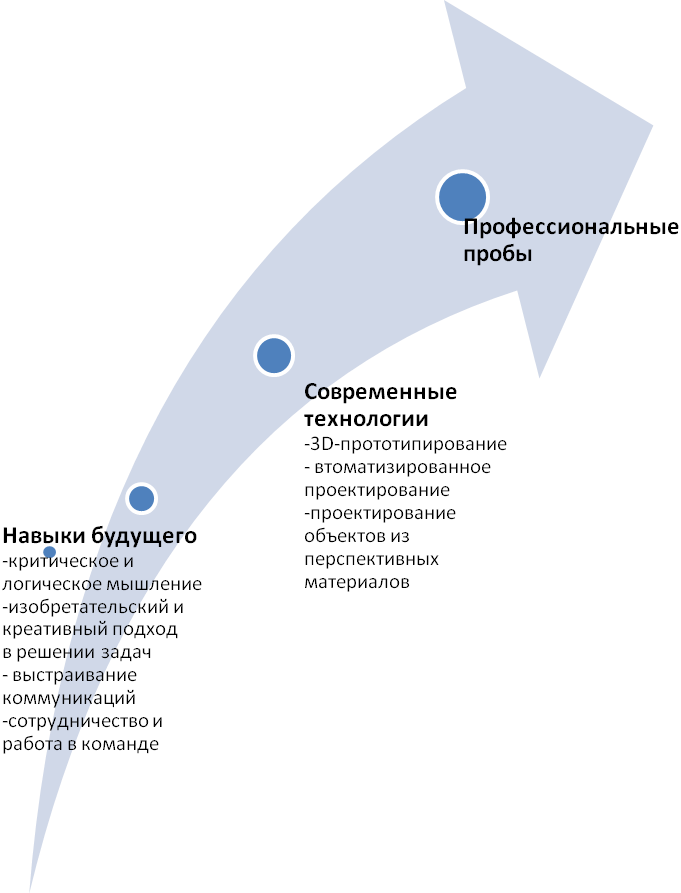 Профессиональные
пробы
Современные
технологии
-3D-прототипирование
- втоматизированное
проектирование
-проектирование
объектов из
перспективных
материалов
Навыки будущего
-критическое и
логическое мышление
-изобретательский и
креативный подход
в решении задач
- выстраивание
коммуникаций
-сотрудничество и
работа в команде